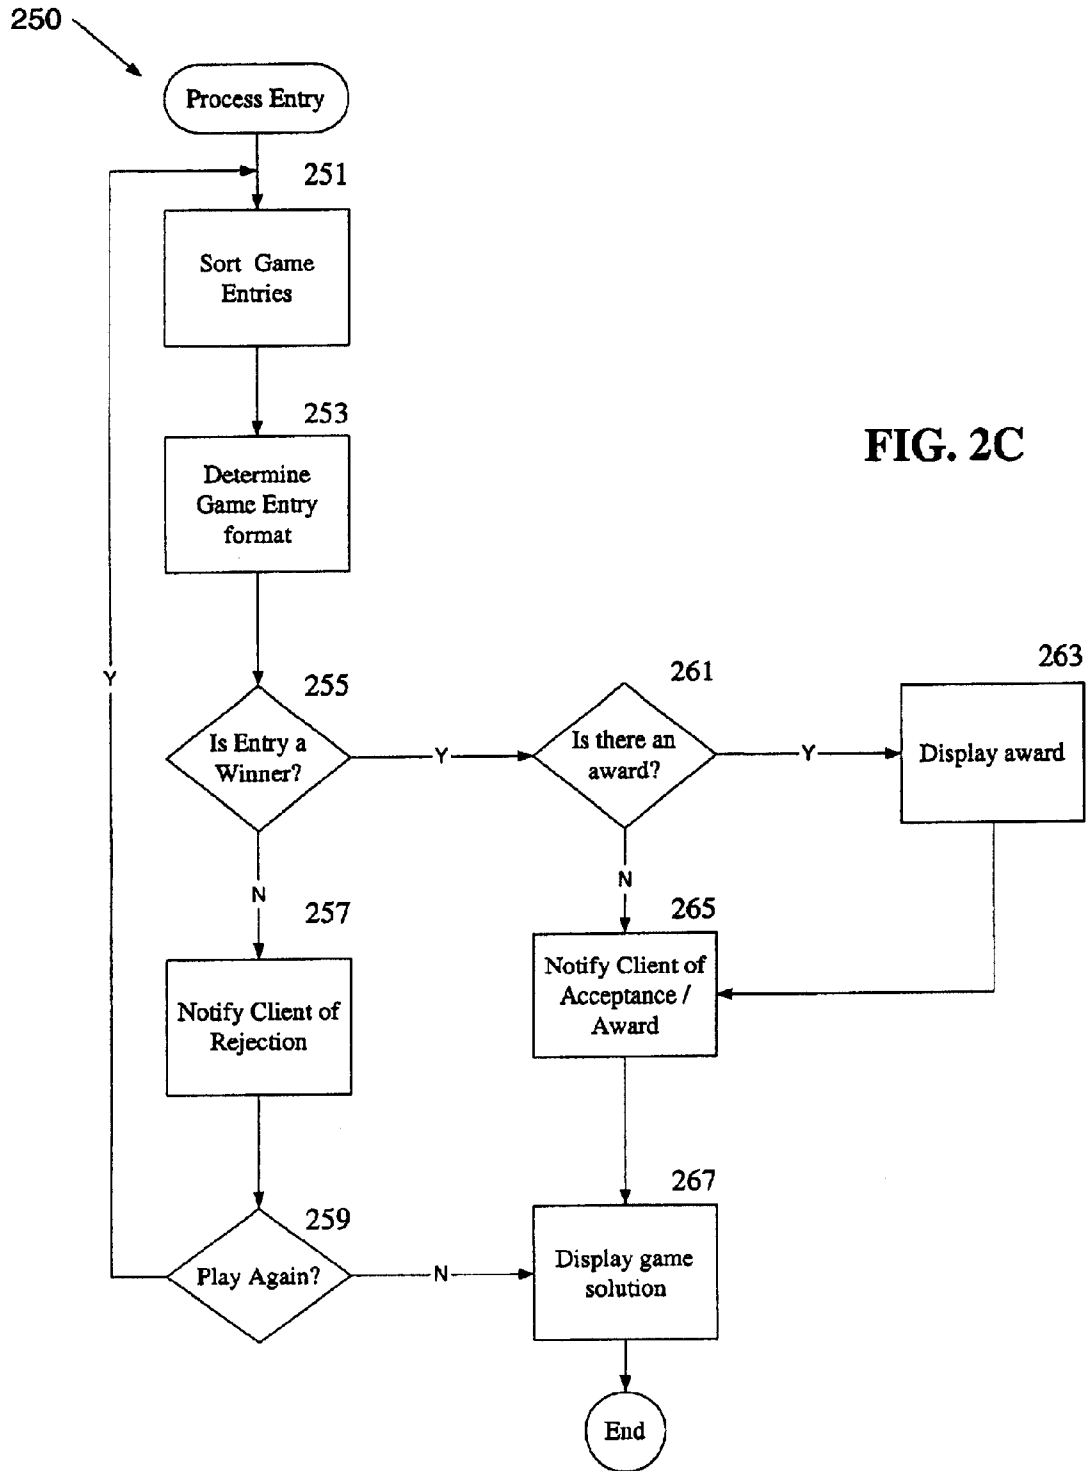 250
Process Entry
251
Sort Game
Entries
253
FIG. 2C
Determine
Game Entry
format
Y
255
Is Entry a
Winner?
Y
261
Is there an
award?
Y
263
Display award
N
257
Notify Client of
Rejection
N
265
Notify Client of
Acceptance /
Award
259
Play Again?
N
267
Display game
solution
End